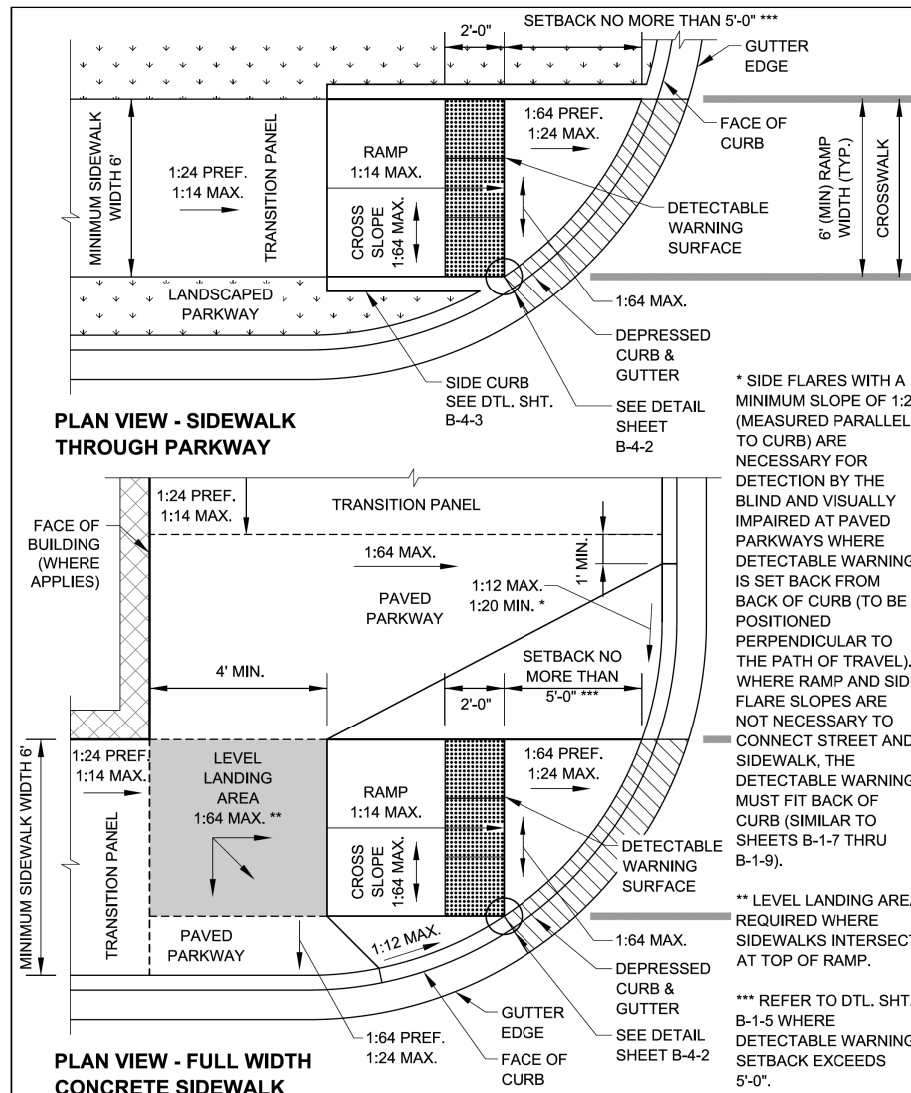 SETBACK NO MORE THAN 5'-0" ***
2'-0"
GUTTER
EDGE
MINIMUM SIDEWALK
WIDTH 6'
1:24 PREF.
1:14 MAX.
TRANSITION PANEL
RAMP
1:14 MAX.
CROSS
SLOPE
1:64 MAX.
1:64 PREF.
1:24 MAX.
FACE OF
CURB
DETECTABLE
WARNING
SURFACE
6' (MIN) RAMP
WIDTH (TYP.)
CROSSWALK
LANDSCAPED
PARKWAY
1:64 MAX.
DEPRESSED
CURB &
GUTTER
SIDE CURB
SEE DTL. SHT.
B-4-3
SEE DETAIL
SHEET
B-4-2
PLAN VIEW - SIDEWALK
THROUGH PARKWAY
FACE OF
BUILDING
(WHERE
APPLIES)
1:24 PREF.
1:14 MAX.
TRANSITION PANEL
1:64 MAX.
PAVED
PARKWAY
1' MIN.
1:12 MAX.
1:20 MIN. *
4' MIN.
2'-0"
SETBACK NO
MORE THAN
5'-0" ***
MINIMUM SIDEWALK WIDTH 6'
1:24 PREF.
1:14 MAX.
TRANSITION PANEL
LEVEL
LANDING
AREA
1:64 MAX. **
RAMP
1:14 MAX.
CROSS
SLOPE
1:64 MAX.
1:64 PREF.
1:24 MAX.
DETECTABLE
WARNING
SURFACE
PAVED
PARKWAY
1:12 MAX.
1:64 MAX.
DEPRESSED
CURB &
GUTTER
GUTTER
EDGE
SEE DETAIL
SHEET B-4-2
1:64 PREF.
1:24 MAX.
FACE OF
CURB
PLAN VIEW - FULL WIDTH
CONCRETE SIDEWALK
* SIDE FLARES WITH A
MINIMUM SLOPE OF 1:2
(MEASURED PARALLEL
TO CURB) ARE
NECESSARY FOR
DETECTION BY THE
BLIND AND VISUALLY
IMPAIRED AT PAVED
PARKWAYS WHERE
DETECTABLE WARNING
IS SET BACK FROM
BACK OF CURB (TO BE
POSITIONED
PERPENDICULAR TO
THE PATH OF TRAVEL).
WHERE RAMP AND SID
FLARE SLOPES ARE
NOT NECESSARY TO
CONNECT STREET AND
SIDEWALK, THE
DETECTABLE WARNING
MUST FIT BACK OF
CURB (SIMILAR TO
SHEETS B-1-7 THRU
B-1-9).
** LEVEL LANDING ARE
REQUIRED WHERE
SIDEWALKS INTERSECT
AT TOP OF RAMP.
*** REFER TO DTL. SHT.
B-1-5 WHERE
DETECTABLE WARNING
SETBACK EXCEEDS
5'-0".